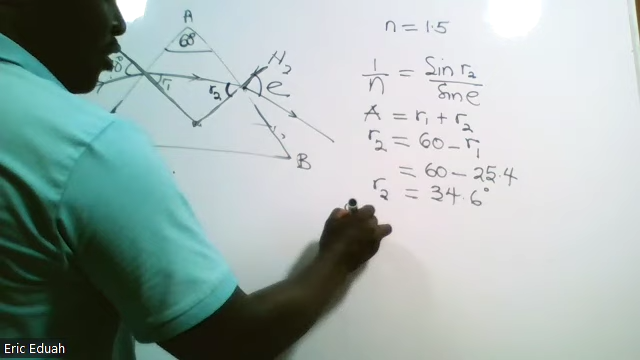 A
60°
r₁
r₂
H₂
e
B
n = 1.5
1/n = Sin r₂/Sin e
A = r₁ + r₂
r₂ = 60 - r₁
= 60 - 25.4
r₂ = 34.6°
Eric Eduah